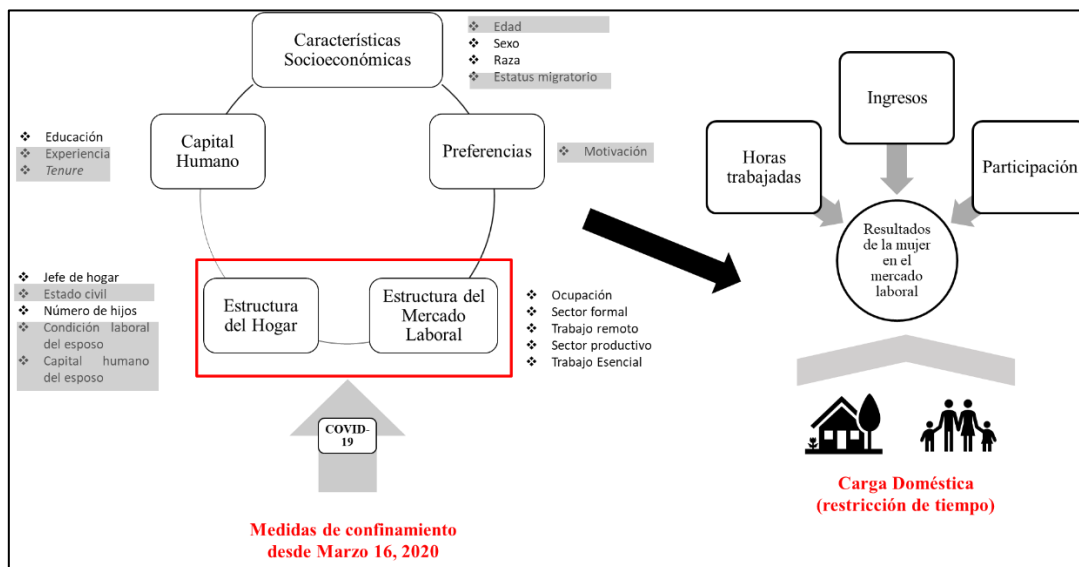 Características
Socioeconómicas
❖ Edad
❖ Sexo
❖ Raza
❖ Estatus migratorio
❖ Educación
❖ Experiencia
❖ Tenure
Capital
Humano
Preferencias
❖ Motivación
❖ Jefe de hogar
❖ Estado civil
❖ Número de hijos
❖ Condición laboral
del esposo
❖ Capital humano
del esposo
Estructura
del Hogar
Estructura del
Mercado
Laboral
❖ Ocupación
❖ Sector formal
❖ Trabajo remoto
❖ Sector productivo
❖ Trabajo Esencial
COVID-
19
Medidas de confinamiento
desde Marzo 16, 2020
Ingresos
Horas
trabajadas
Participación
Resultados
de la mujer
en el
mercado
laboral
Carga Doméstica
(restricción de tiempo)